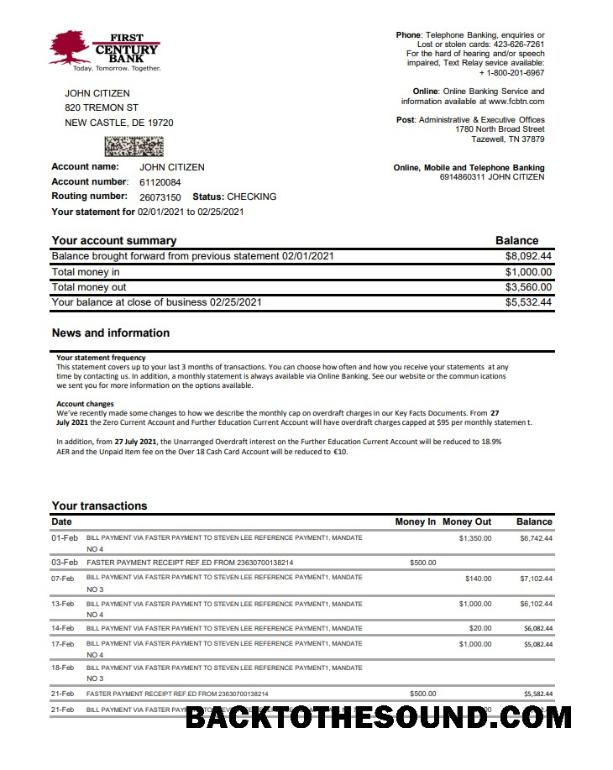 FIRST
CENTURY
BANK
Today. Tomorrow. Together.
Phone: Telephone Banking, enquiries or
Lost or stolen cards: 423-626-7261
For the hard of hearing and/or speech
impaired, Text Relay sevice available:
+ 1-800-201-6967
Online: Online Banking Service and
information available at www.fcbtn.com
Post: Administrative & Executive Offices
1780 North Broad Street
Tazewell, TN 37879
Online, Mobile and Telephone Banking
6914860311 JOHN CITIZEN
JOHN CITIZEN
820 TREMON ST
NEW CASTLE, DE 19720
Account name: JOHN CITIZEN
Account number: 61120084
Routing number: 26073150 Status: CHECKING
Your statement for 02/01/2021 to 02/25/2021
Your account summary Balance
Balance brought forward from previous statement 02/01/2021 $8,092.44
Total money in $1,000.00
Total money out $3,560.00
Your balance at close of business 02/25/2021 $5,532.44
News and information
Your statement frequency
This statement covers up to your last 3 months of transactions. You can choose how often and how you receive your statements at any
time by contacting us. In addition, a monthly statement is always available via Online Banking. See our website or the commun ications
we sent you for more information on the options available.
Account changes
We've recently made some changes to how we describe the monthly cap on overdraft charges in our Key Facts Documents. From 27
July 2021 the Zero Current Account and Further Education Current Account will have overdraft charges capped at $95 per monthly statemen t.
In addition, from 27 July 2021, the Unarranged Overdraft interest on the Further Education Current Account will be reduced to 18.9%
AER and the Unpaid Item fee on the Over 18 Cash Card Account will be reduced to €10.
Your transactions
Date Money In Money Out Balance
01-Feb BILL PAYMENT VIA FASTER PAYMENT TO STEVEN LEE REFERENCE PAYMENT1, MANDATE $1,350.00 $6,742.44
NO 4
03-Feb FASTER PAYMENT RECEIPT REF.ED FROM 23630700138214 $500.00
07-Feb BILL PAYMENT VIA FASTER PAYMENT TO STEVEN LEE REFERENCE PAYMENT1, MANDATE $140.00 $7,102.44
NO 3
13-Feb BILL PAYMENT VIA FASTER PAYMENT TO STEVEN LEE REFERENCE PAYMENT1, MANDATE $1,000.00 $6,102.44
NO 4
14-Feb BILL PAYMENT VIA FASTER PAYMENT TO STEVEN LEE REFERENCE PAYMENT1, MANDATE $20.00 $6,082.44
17-Feb BILL PAYMENT VIA FASTER PAYMENT TO STEVEN LEE REFERENCE PAYMENT1, MANDATE $1,000.00 $5,082.44
NO 4
18-Feb BILL PAYMENT VIA FASTER PAYMENT TO STEVEN LEE REFERENCE PAYMENT1, MANDATE
NO 3
21-Feb FASTER PAYMENT RECEIPT REF.ED FROM 23630700138214 $500.00 $5,582.44
21-Feb BILL PAYMENT VIA FASTER
BACKTOTHESOUND.COM